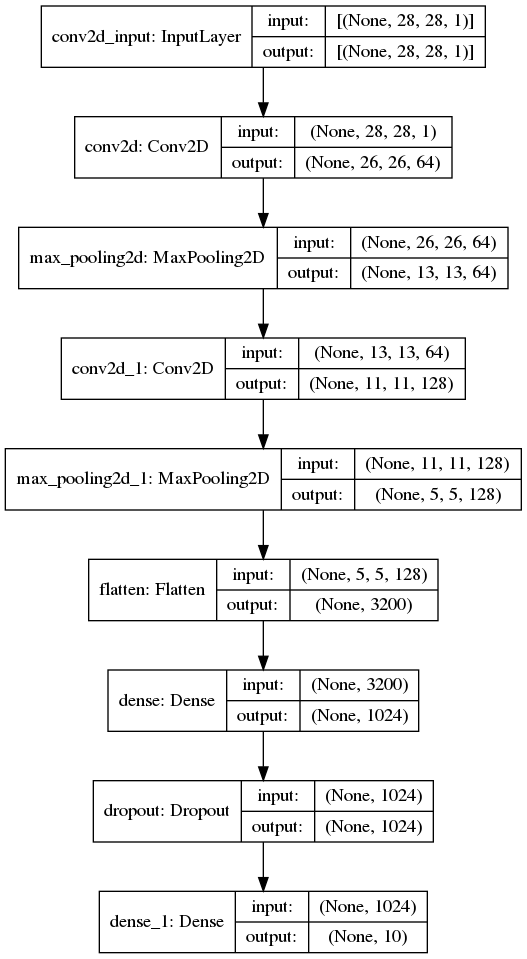 conv2d_input: InputLayer
input: [(None, 28, 28, 1)]
output: [(None, 28, 28, 1)]
conv2d: Conv2D
input: (None, 28, 28, 1)
output: (None, 26, 26, 64)
max_pooling2d: MaxPooling2D
input: (None, 26, 26, 64)
output: (None, 13, 13, 64)
conv2d_1: Conv2D
input: (None, 13, 13, 64)
output: (None, 11, 11, 128)
max_pooling2d_1: MaxPooling2D
input: (None, 11, 11, 128)
output: (None, 5, 5, 128)
flatten: Flatten
input: (None, 5, 5, 128)
output: (None, 3200)
dense: Dense
input: (None, 3200)
output: (None, 1024)
dropout: Dropout
input: (None, 1024)
output: (None, 1024)
dense_1: Dense
input: (None, 1024)
output: (None, 10)